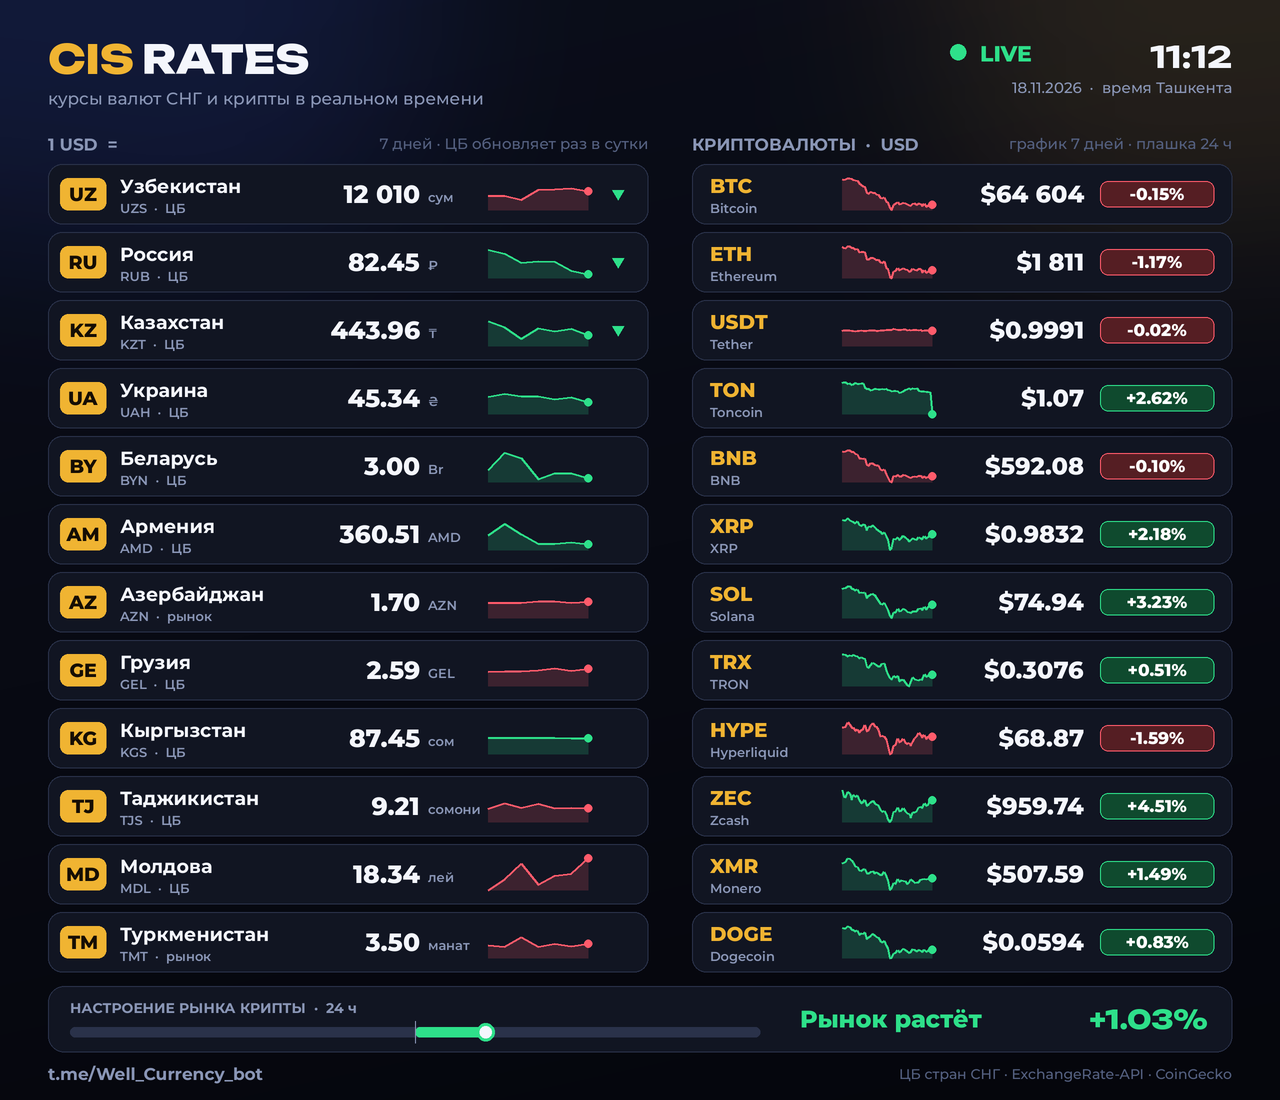 CIS RATES
курсы валют СНГ и крипты в реальном времени
LIVE 11:12
18.11.2026 · время Ташкента
1 USD =
7 дней · ЦБ обновляет раз в сутки
UZ Узбекистан 12 010 сум
UZS · ЦБ
RU Россия 82.45 ₽
RUB · ЦБ
KZ Казахстан 443.96 ₸
KZT · ЦБ
UA Украина 45.34 ₴
UAH · ЦБ
BY Беларусь 3.00 Br
BYN · ЦБ
AM Армения 360.51 AMD
AMD · ЦБ
AZ Азербайджан 1.70 AZN
AZN · рынок
GE Грузия 2.59 GEL
GEL · ЦБ
KG Кыргызстан 87.45 сом
KGS · ЦБ
TJ Таджикистан 9.21 сомони
TJS · ЦБ
MD Молдова 18.34 лей
MDL · ЦБ
TM Туркменистан 3.50 манат
TMT · рынок
КРИПТОВАЛЮТЫ · USD
график 7 дней · плашка 24 ч
BTC $64 604 -0.15%
Bitcoin
ETH $1 811 -1.17%
Ethereum
USDT $0.9991 -0.02%
Tether
TON $1.07 +2.62%
Toncoin
BNB $592.08 -0.10%
BNB
XRP $0.9832 +2.18%
XRP
SOL $74.94 +3.23%
Solana
TRX $0.3076 +0.51%
TRON
HYPE $68.87 -1.59%
Hyperliquid
ZEC $959.74 +4.51%
Zcash
XMR $507.59 +1.49%
Monero
DOGE $0.0594 +0.83%
Dogecoin
НАСТРОЕНИЕ РЫНКА КРИПТЫ · 24 ч
Рынок растёт +1.03%
t.me/Well_Currency_bot
ЦБ стран СНГ · ExchangeRate-API · CoinGecko